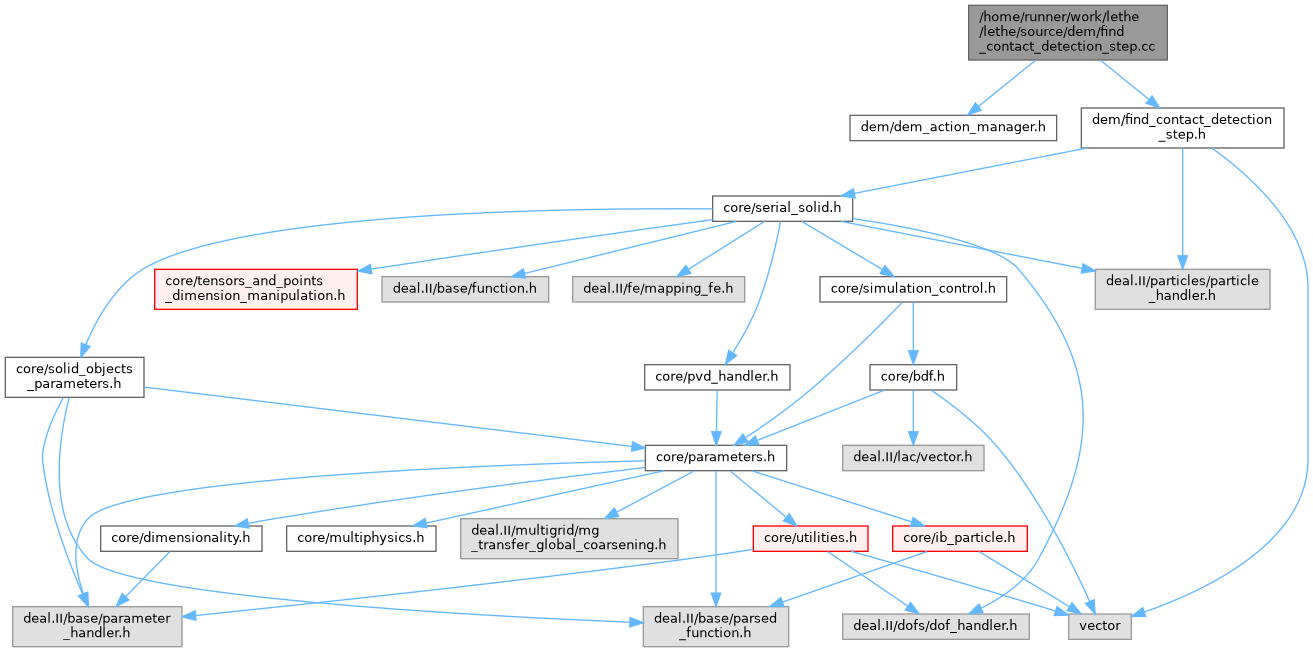 /home/runner/work/lethe
/lethe/source/dem/find
_contact_detection_step.cc
dem/dem_action_manager.h
dem/find_contact_detection
_step.h
core/serial_solid.h
core/tensors_and_points
_dimension_manipulation.h
deal.II/base/function.h
deal.II/fe/mapping_fe.h
core/simulation_control.h
deal.II/particles/particle
_handler.h
core/solid_objects
_parameters.h
core/pvd_handler.h
core/bdf.h
core/parameters.h
deal.II/lac/vector.h
core/dimensionality.h
core/multiphysics.h
deal.II/multigrid/mg
_transfer_global_coarsening.h
core/utilities.h
core/ib_particle.h
deal.II/base/parameter
_handler.h
deal.II/base/parsed
_function.h
deal.II/dofs/dof_handler.h
vector